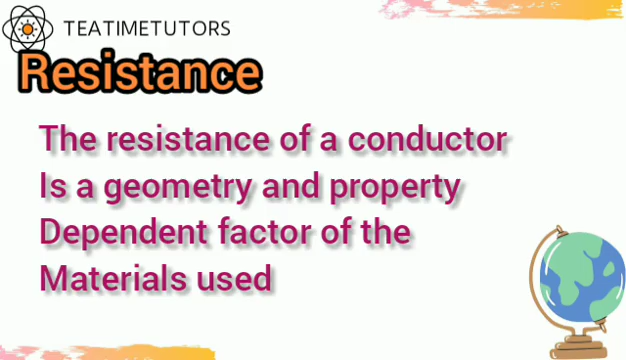 TEATIMETUTORS
Resistance
The resistance of a conductor
Is a geometry and property
Dependent factor of the
Materials used